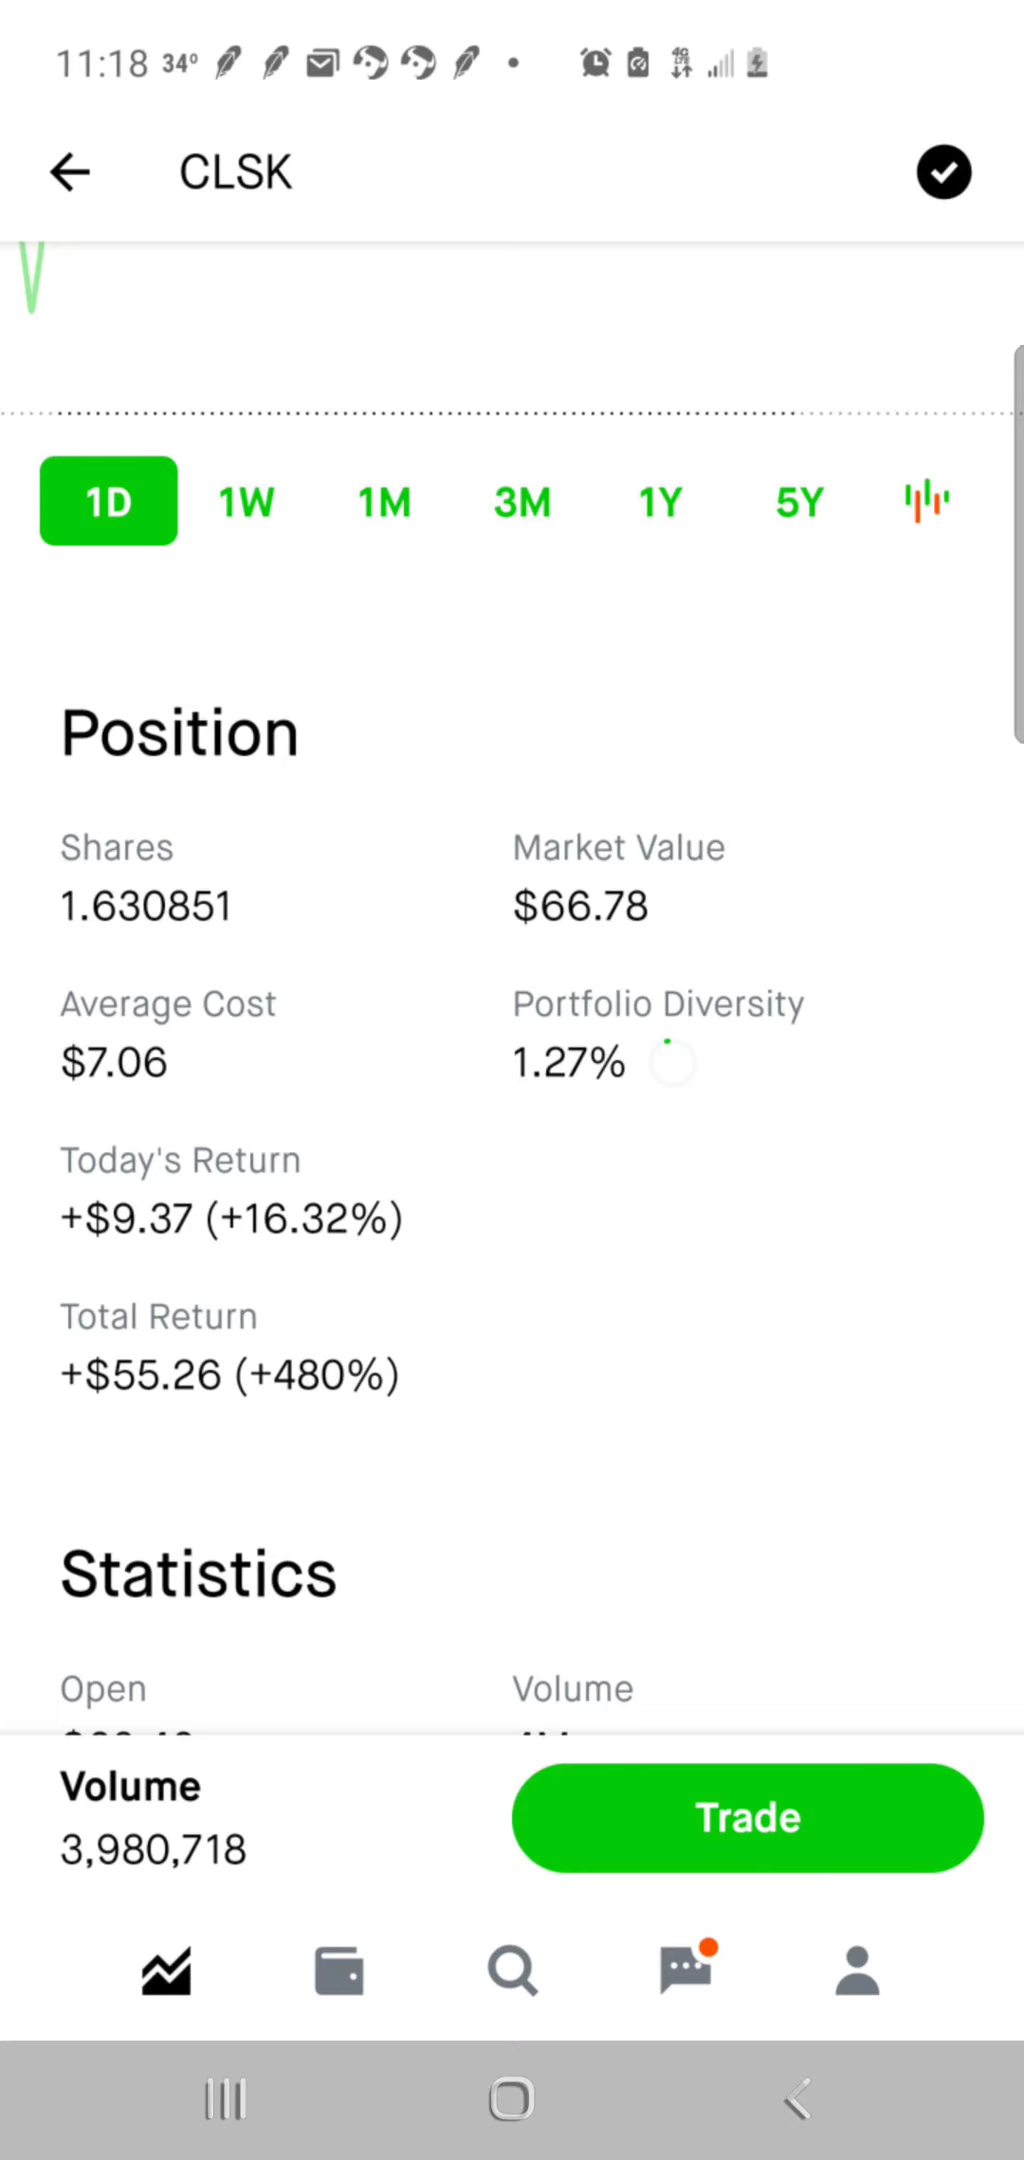 11:18 34°
CLSK
1D 1W 1M 3M 1Y 5Y
Position
Shares Market Value
1.630851 $66.78
Average Cost Portfolio Diversity
$7.06 1.27%
Today's Return
+$9.37 (+16.32%)
Total Return
+$55.26 (+480%)
Statistics
Open Volume
Volume
3,980,718
Trade